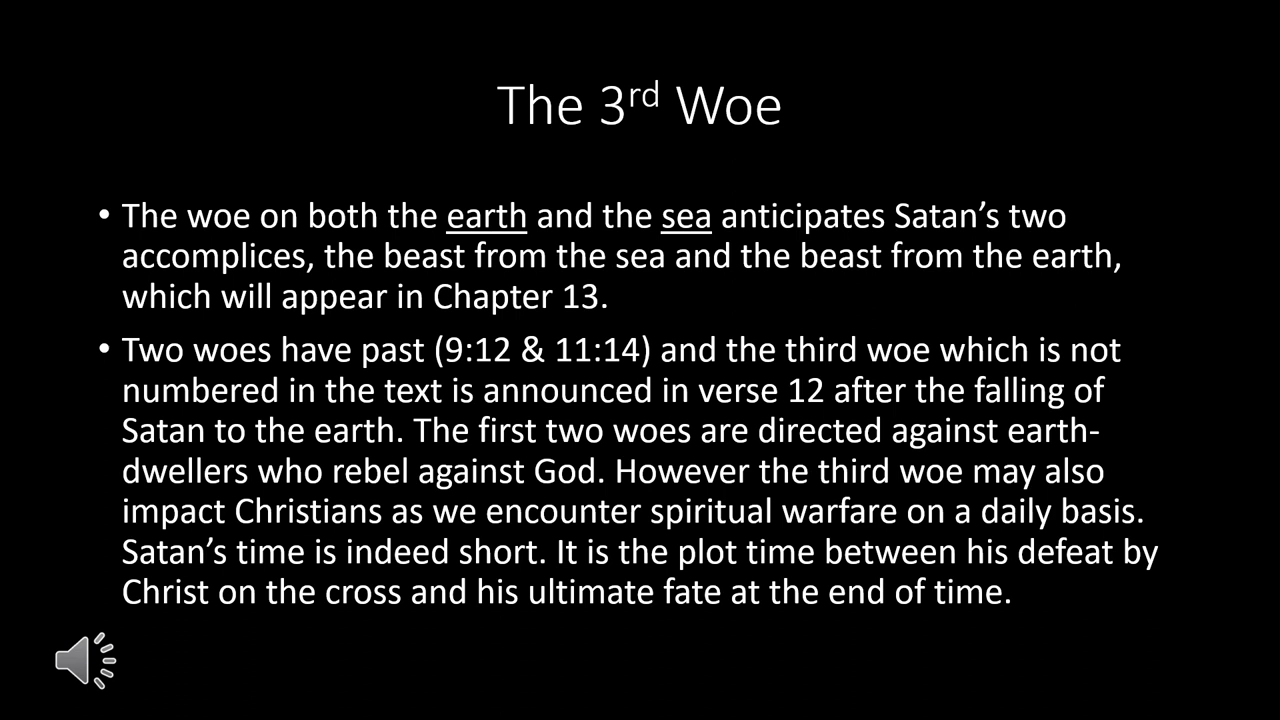 The 3rd Woe
• The woe on both the earth and the sea anticipates Satan’s two
accomplices, the beast from the sea and the beast from the earth,
which will appear in Chapter 13.
• Two woes have past (9:12 & 11:14) and the third woe which is not
numbered in the text is announced in verse 12 after the falling of
Satan to the earth. The first two woes are directed against earth-
dwellers who rebel against God. However the third woe may also
impact Christians as we encounter spiritual warfare on a daily basis.
Satan’s time is indeed short. It is the plot time between his defeat by
Christ on the cross and his ultimate fate at the end of time.